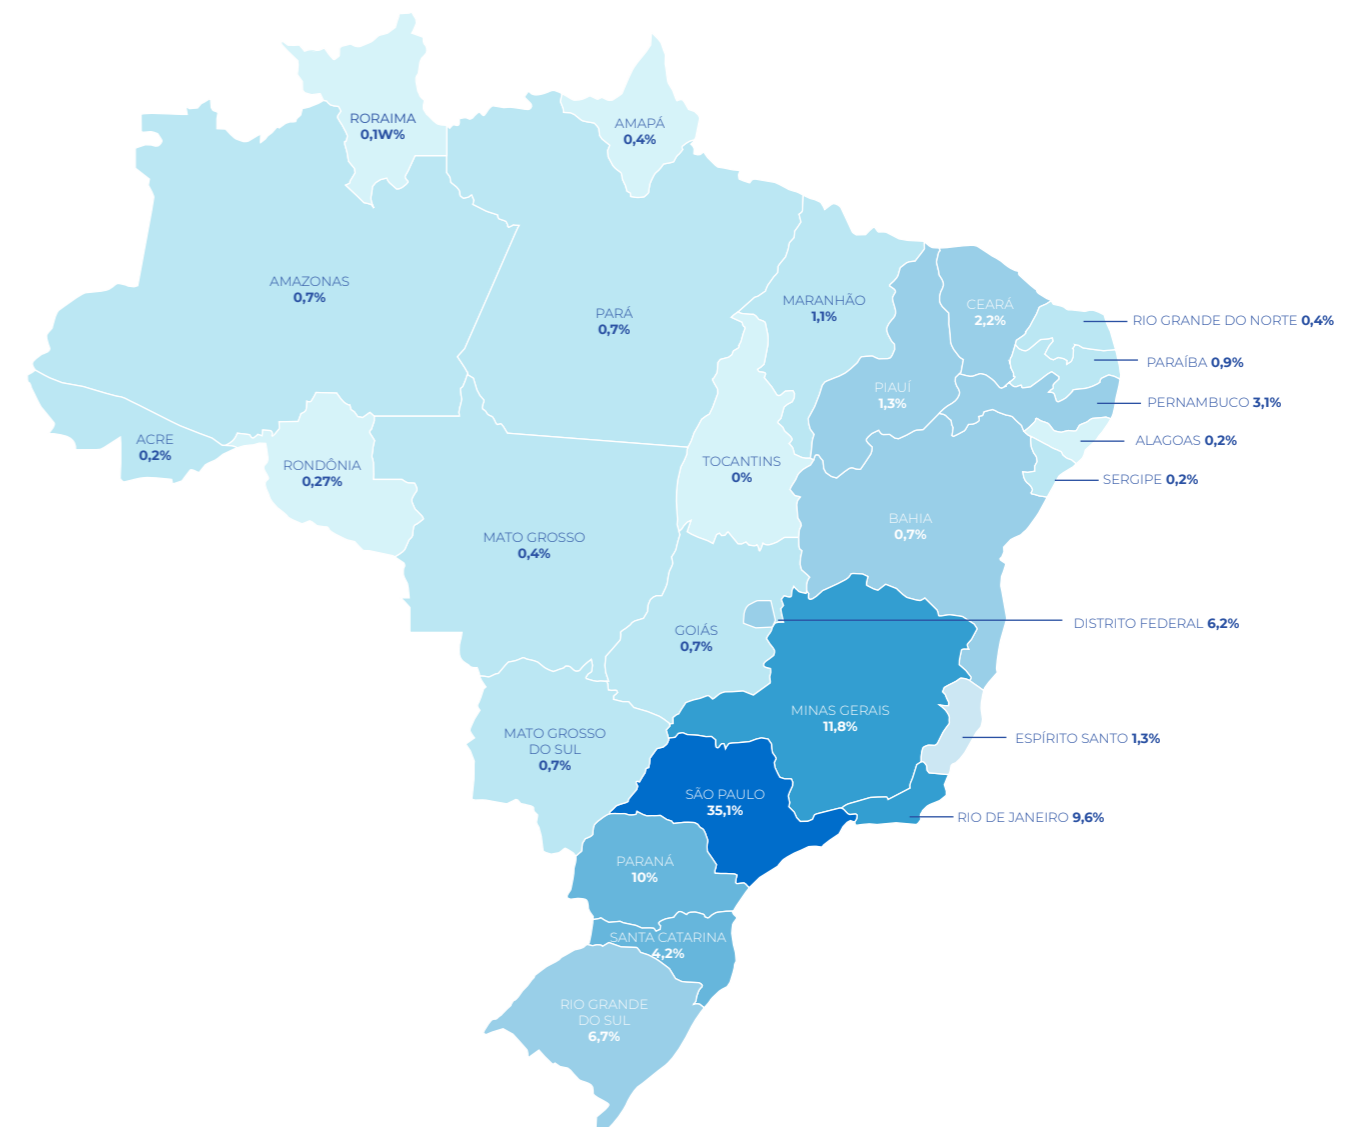 RORAIMA
0,1W%
AMAPÁ
0,4%
AMAZONAS
0,7%
PARÁ
0,7%
MARANHÃO
1,1%
CEARÁ
2,2%
RIO GRANDE DO NORTE 0,4%
PARAÍBA 0,9%
PIAUÍ
1,3%
PERNAMBUCO 3,1%
ACRE
0,2%
ALAGOAS 0,2%
RONDÔNIA
0,27%
TOCANTINS
0%
SERGIPE 0,2%
BAHIA
0,7%
MATO GROSSO
0,4%
DISTRITO FEDERAL 6,2%
GOIÁS
0,7%
MINAS GERAIS
11,8%
MATO GROSSO
DO SUL
0,7%
ESPÍRITO SANTO 1,3%
SÃO PAULO
35,1%
RIO DE JANEIRO 9,6%
PARANÁ
10%
SANTA CATARINA
4,2%
RIO GRANDE
DO SUL
6,7%